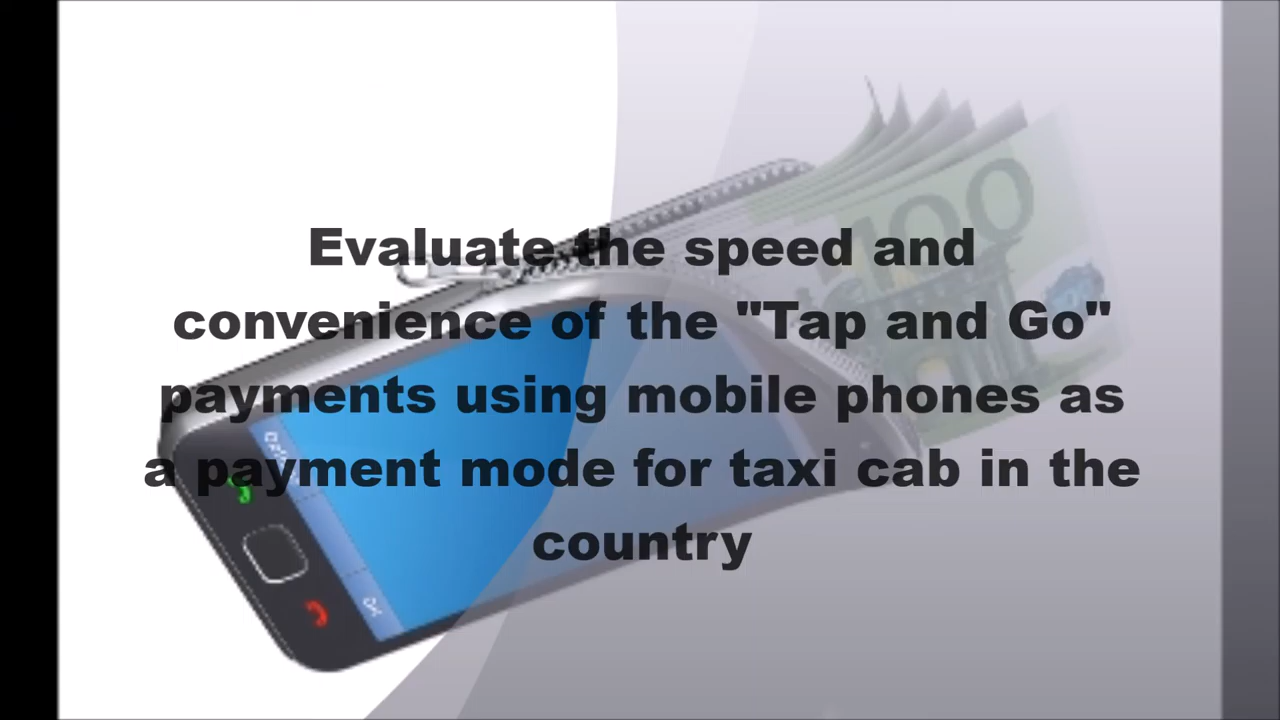 Evaluate the speed and
convenience of the "Tap and Go"
payments using mobile phones as
a payment mode for taxi cab in the
country
100